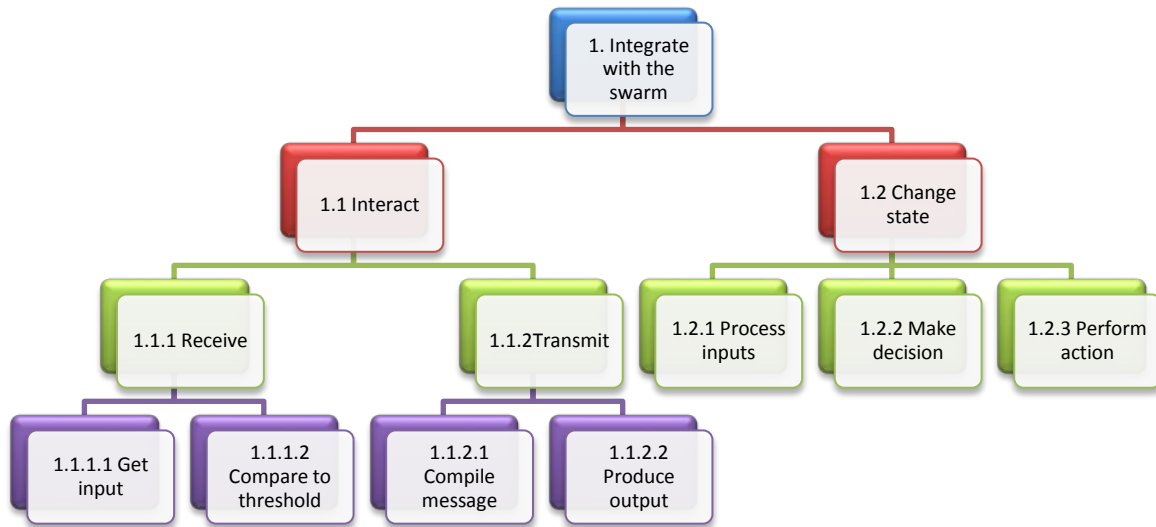 1. Integrate
with the
swarm
1.1 Interact
1.2 Change
state
1.1.1 Receive
1.1.2Transmit
1.2.1 Process
inputs
1.2.2 Make
decision
1.2.3 Perform
action
1.1.1.1 Get
input
1.1.1.2
Compare to
threshold
1.1.2.1
Compile
message
1.1.2.2
Produce
output